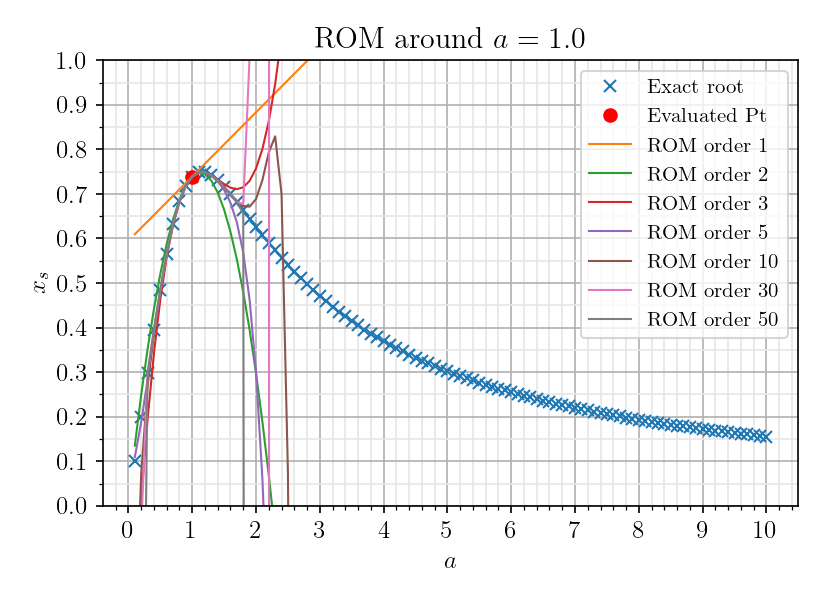 ROM around a = 1.0
1.0
0.9
0.8
0.7
0.6
0.5
0.4
0.3
0.2
0.1
0.0
x_s
Exact root
Evaluated Pt
ROM order 1
ROM order 2
ROM order 3
ROM order 5
ROM order 10
ROM order 30
ROM order 50
0 1 2 3 4 5 6 7 8 9 10
a